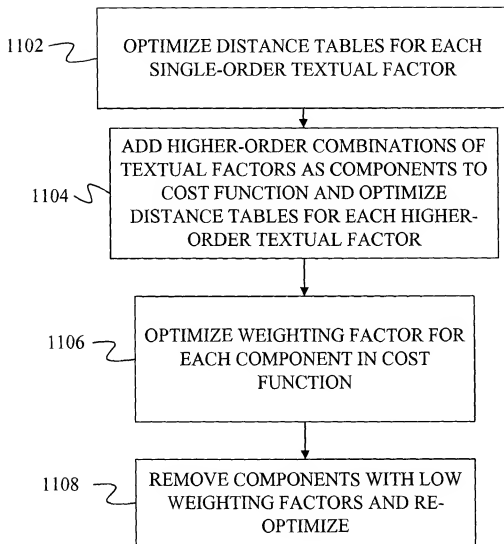 1102
OPTIMIZE DISTANCE TABLES FOR EACH
SINGLE-ORDER TEXTUAL FACTOR
ADD HIGHER-ORDER COMBINATIONS OF
TEXTUAL FACTORS AS COMPONENTS TO
COST FUNCTION AND OPTIMIZE
DISTANCE TABLES FOR EACH HIGHER-
ORDER TEXTUAL FACTOR
1104
OPTIMIZE WEIGHTING FACTOR FOR
EACH COMPONENT IN COST
FUNCTION
1106
REMOVE COMPONENTS WITH LOW
WEIGHTING FACTORS AND RE-
OPTIMIZE
1108